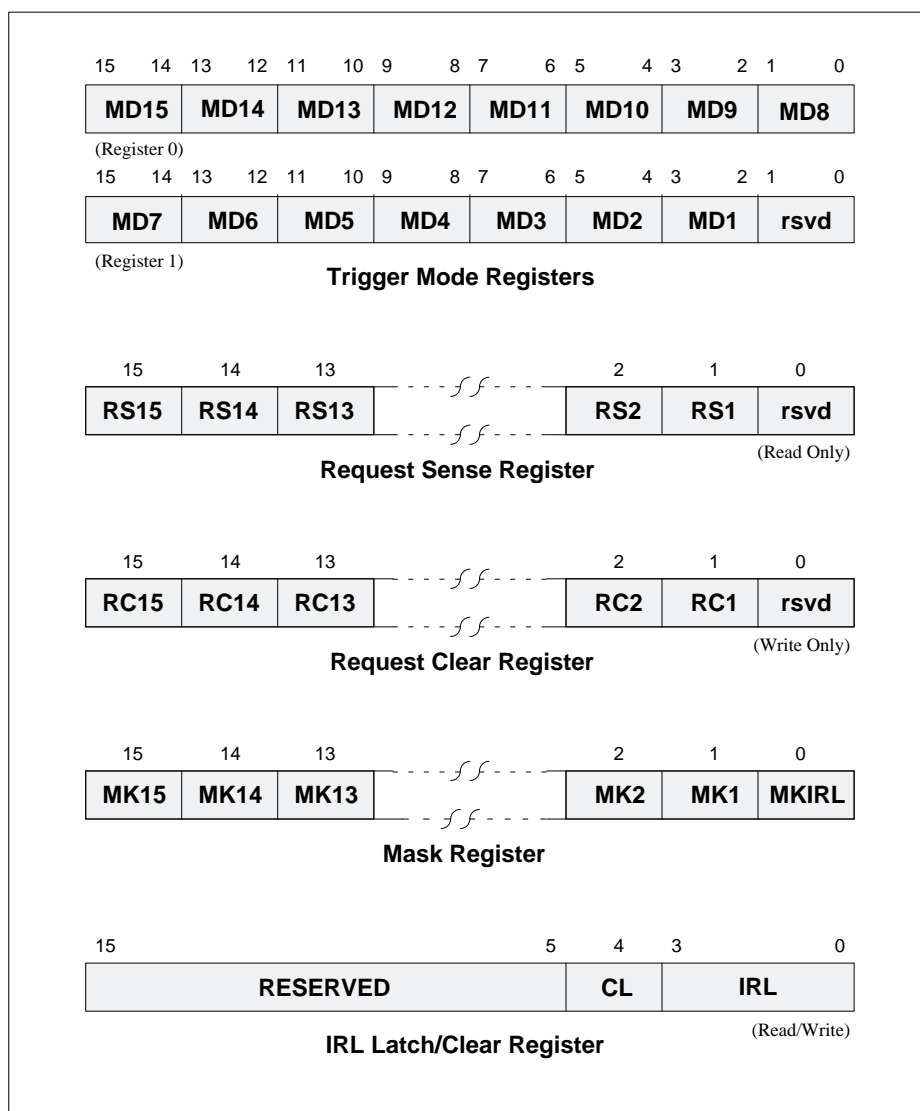 15 14 13 12 11 10 9 8 7 6 5 4 3 2 1 0
MD15 MD14 MD13 MD12 MD11 MD10 MD9 MD8
(Register 0)
15 14 13 12 11 10 9 8 7 6 5 4 3 2 1 0
MD7 MD6 MD5 MD4 MD3 MD2 MD1 rsvd
(Register 1)
Trigger Mode Registers
15 14 13 2 1 0
RS15 RS14 RS13 RS2 RS1 rsvd
(Read Only)
Request Sense Register
15 14 13 2 1 0
RC15 RC14 RC13 RC2 RC1 rsvd
(Write Only)
Request Clear Register
15 14 13 2 1 0
MK15 MK14 MK13 MK2 MK1 MKIRL
Mask Register
15 5 4 3 0
RESERVED CL IRL
(Read/Write)
IRL Latch/Clear Register